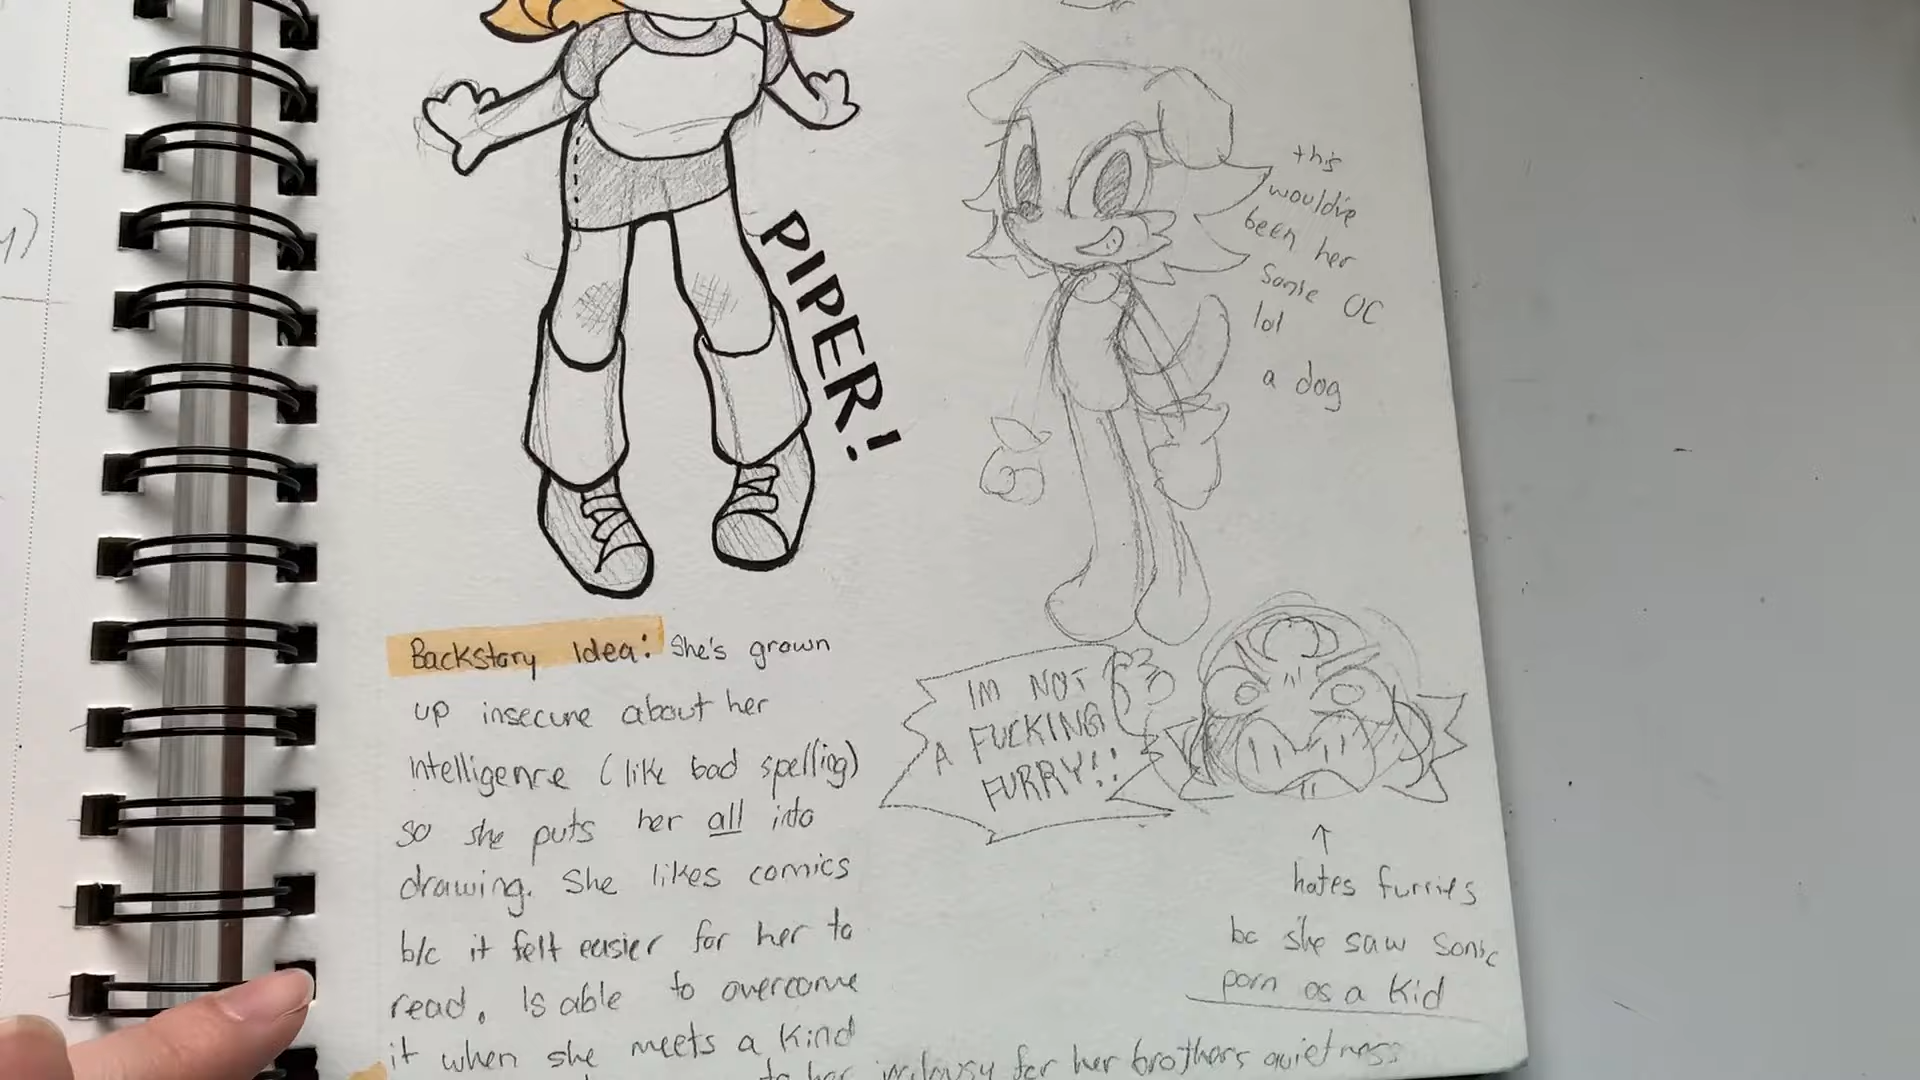 PIPER!
this
would've
been her
Sonic OC
lol
a dog
Backstory Idea: She's grown
up insecure about her
intelligence (like bad spelling)
so she puts her all into
drawing. She likes comics
b/c it felt easier for her to
read. Is able to overcome
it when she meets a kind
to her jealousy for her brothers quietness
IM NOT
A FUCKING
FURRY!!
↑
hates furries
bc she saw sonic
porn as a kid